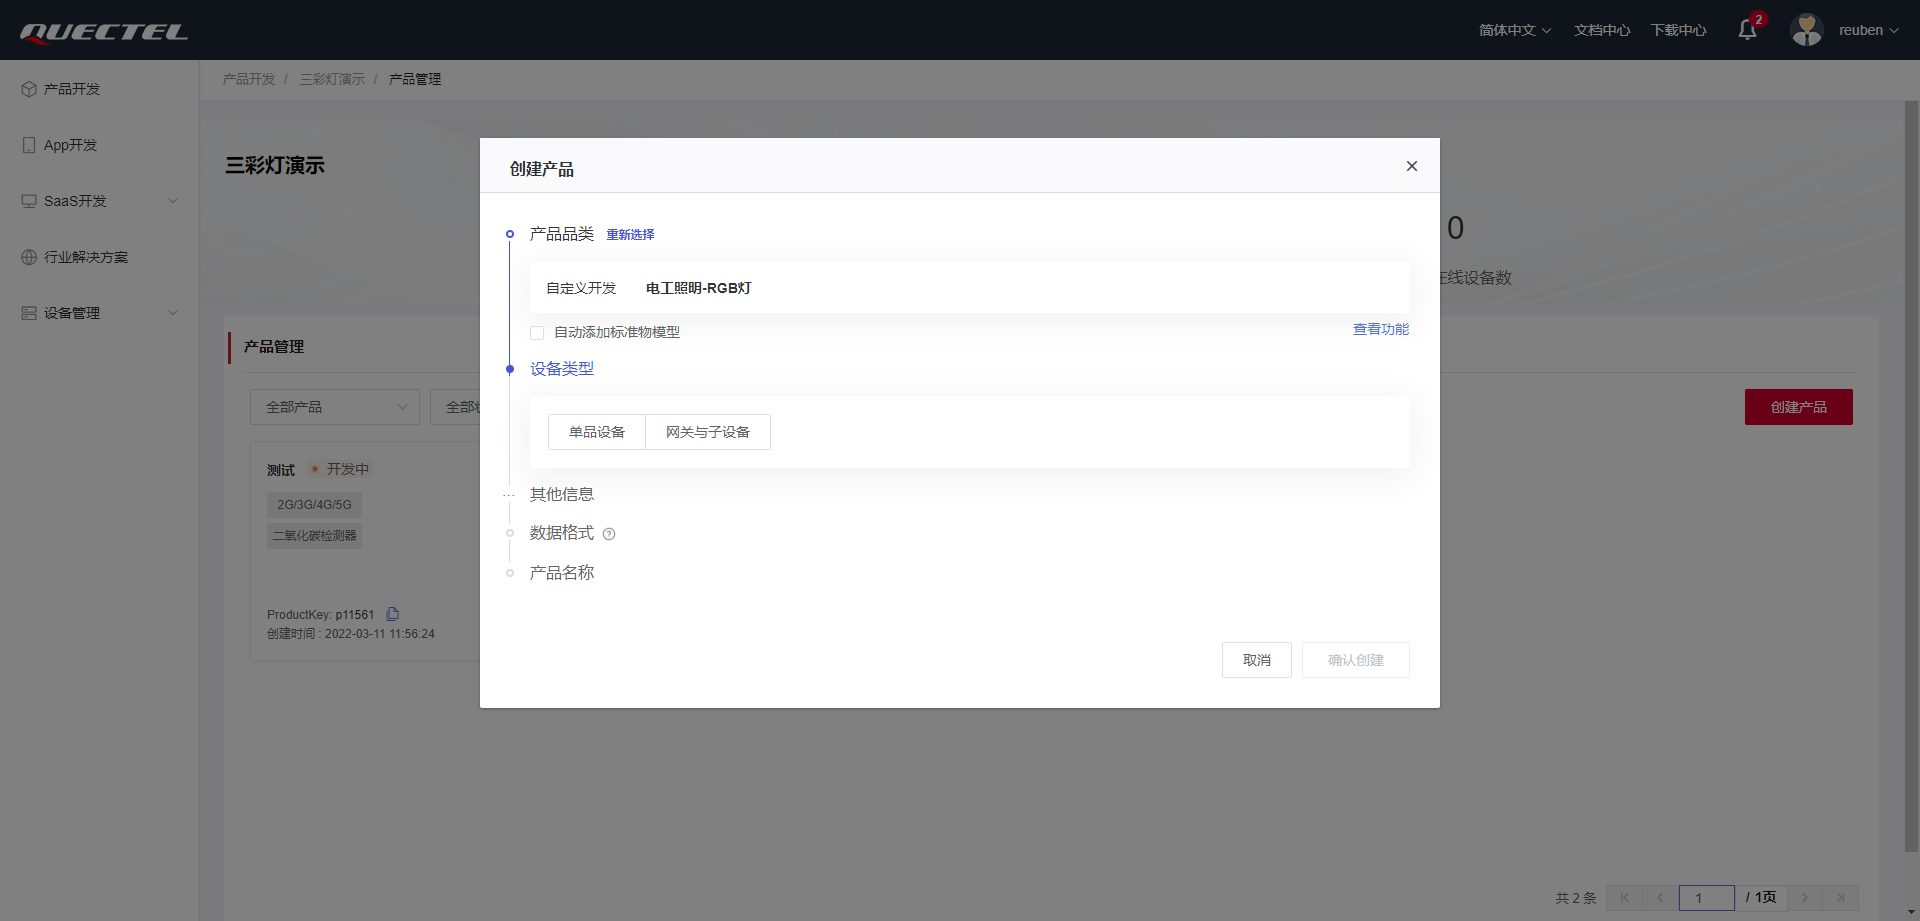 QUECTEL
简体中文
文档中心
下载中心
2
reuben
产品开发
App开发
SaaS开发
行业解决方案
设备管理
产品开发 / 三彩灯演示 / 产品管理
三彩灯演示
0
在线设备数
产品管理
全部产品
全部状
创建产品
测试
开发中
2G/3G/4G/5G
二氧化碳检测器
ProductKey: p11561
创建时间 : 2022-03-11 11:56:24
创建产品
产品品类 重新选择
自定义开发 电工照明-RGB灯
自动添加标准物模型
查看功能
设备类型
单品设备
网关与子设备
其他信息
数据格式
产品名称
取消
确认创建
共 2 条
1
/ 1页